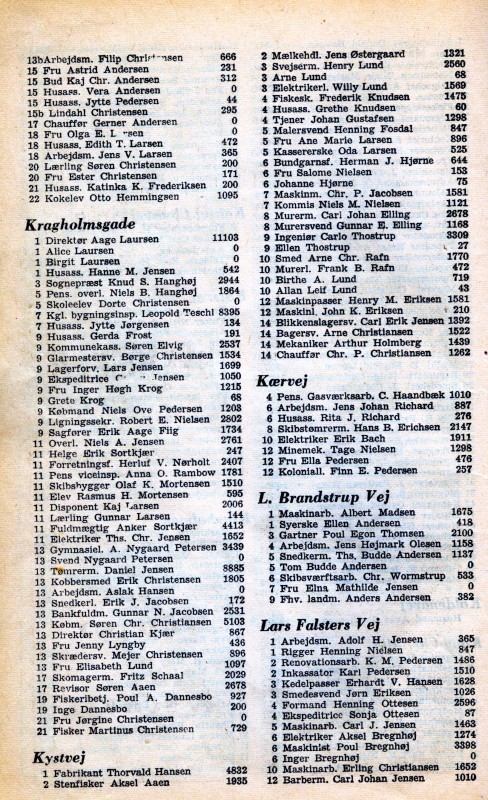 13b Arbejdsm. Filip Christensen 666
15 Fru Astrid Andersen 231
15 Bud Kaj Chr. Andersen 312
15 Husass. Vera Andersen 0
15 Husass. Jytte Pedersen 44
15b Lindahl Christensen 295
17 Chauffør Gerner Andersen 0
18 Fru Olga E. 0
18 Husass. Edith T. Larsen 472
18 Arbejdsm. Jens V. Larsen 365
20 Lærling Søren Christensen 200
20 Fru Ester Christensen 171
21 Husass. Katinka K. Frederiksen 200
22 Kokelev Otto Hemmingsen 1095
Kragholmsgade
1 Direktør Aage Laursen 11103
1 Alice Laursen 0
1 Birgit Laursen 0
1 Husass. Hanne M. Jensen 542
3 Sognepræst Knud S. Hanghøj 2944
5 Pens. overl. Niels B. Hanghøj 1864
5 Skoleelev Dorte Christensen 0
7 Kgl. bygningsinsp. Leopold Teschl 8395
7 Husass. Jytte Jørgensen 134
9 Husass. Gerda Frost 191
9 Kommunekass. Søren Elvig 2537
9 Glarmestersv. Børge Christensen 1534
9 Lagerforv. Lars Jensen 1699
9 Ekspeditrice Jensen 1050
9 Fru Inger Høgh Krog 1215
9 Grete Krog 68
9 Købmand Niels Ove Pedersen 1203
9 Ligningssekr. Robert E. Nielsen 2802
9 Sagfører Erik Aage Fiig 1734
11 Overl. Niels A. Jensen 2761
11 Helge Erik Sortkjær 247
11 Forretningsf. Herluf V. Nørholt 2407
11 Pens viceinsp. Anna O. Rambow 1781
11 Skibshygger Olaf K. Mortensen 1510
11 Elev Rasmus H. Mortensen 595
11 Disponent Kaj Larsen 2006
11 Lærling Gunnar Larsen 144
11 Fuldmægtig Anker Sortkjær 4413
11 Elektriker Ths. Chr. Jensen 1652
13 Gymnasiel. A. Nygaard Petersen 3439
13 Svend Nygaard Petersen 0
13 Tømrerm. Daniel Jensen 8885
13 Kobbersmed Erik Christensen 1805
13 Arbejdsm. Aslak Hansen 0
13 Snedkerl. Erik J. Jacobsen 172
13 Bankfuldm. Gunnar N. Jacobsen 2531
13 Købm. Søren Chr. Christiansen 5103
13 Direktør Christian Kjær 867
13 Fru Jenny Lyngby 436
13 Skrædersv. Mejer Christensen 896
13 Fru Elisabeth Lund 1097
17 Skomagerm. Fritz Schaal 2029
17 Revisor Søren Aaen 2678
19 Fiskeribetj. Poul A. Dannesbo 927
19 Inge Dannesbo 200
21 Fru Jørgine Christensen 0
21 Fisker Martinus Christensen 729
Kystvej
1 Fabrikant Thorvald Hansen 4832
2 Stenfisker Aksel Aaen 1935
2 Mælkehdl. Jens Østergaard 1321
3 Svejserm. Henry Lund 2560
3 Arne Lund 68
3 Elektrikerl. Willy Lund 1569
4 Fiskesk. Frederik Knudsen 1475
4 Husass. Grethe Knudsen 60
4 Tjener Johan Gustafsen 1298
5 Malersvend Henning Fosdal 847
5 Fru Ane Marie Larsen 896
5 Kassererske Oda Larsen 525
6 Bundgarnsf. Herman J. Hjørne 644
6 Fru Salome Nielsen 153
6 Johanne Hjørne 75
7 Maskinm. Chr. P. Jacobsen 1581
7 Kommis Niels M. Nielsen 1121
8 Murerm. Carl Johan Elling 2678
8 Murersvend Gunnar E. Elling 1168
9 Ingeniør Carlo Thostrup 3309
9 Ellen Thostrup 27
10 Smed Arne Chr. Rafn 1770
10 Murerl. Frank B. Rafn 472
10 Birthe A. Lund 719
10 Allan Leif Lund 43
12 Maskinpasser Henry M. Eriksen 1581
12 Maskinl. John K. Eriksen 210
14 Blikkenslagersv. Carl Erik Jensen 1392
14 Bagersv. Arne Christiansen 1522
14 Mekaniker Arthur Holmberg 1439
14 Chauffør Chr. P. Christiansen 1262
Kærvej
4 Pens. Gasværksarb. C. Haandbæk 1010
6 Arbejdsm. Jens Johan Richard 887
6 Husass. Rita J. Richard 276
8 Skibstømrerm. Hans B. Erichsen 2147
10 Elektriker Erik Bach 1911
12 Minemek. Tage Nielsen 1298
12 Fru Ella Pedersen 476
12 Koloniall. Finn E. Pedersen 257
L. Brandstrup Vej
1 Maskinarb. Albert Madsen 1675
1 Syerske Ellen Andersen 418
3 Gartner Poul Egon Thomsen 2100
4 Arbejdsm. Jens Højmark Olesen 1158
5 Snedkerm. Ths. Budde Andersen 1137
5 Tom Budde Andersen 0
6 Skibsværftsarb. Chr. Wormstrup 533
7 Fru Elna Mathilde Jensen 0
9 Fhv. landm. Anders Andersen 382
Lars Falsters Vej
1 Arbejdsm. Adolf H. Jensen 365
1 Rigger Henning Nielsen 847
2 Renovationsarb. K. M. Pedersen 1486
2 Inkassator Karl Pedersen 1510
3 Kedelpasser Erhardt V. Hansen 1628
3 Smedesvend Jørn Eriksen 1026
4 Formand Henning Ottesen 2596
4 Ekspeditrice Sonja Ottesen 87
5 Maskinarb. Carl J. Jensen 1463
6 Elektriker Aksel Bregnhøj 1274
6 Maskinist Poul Bregnhøj 3398
6 Inger Bregnhøj 0
10 Maskinarb. Erling Christiansen 1652
12 Barberm. Carl Johan Jensen 1010